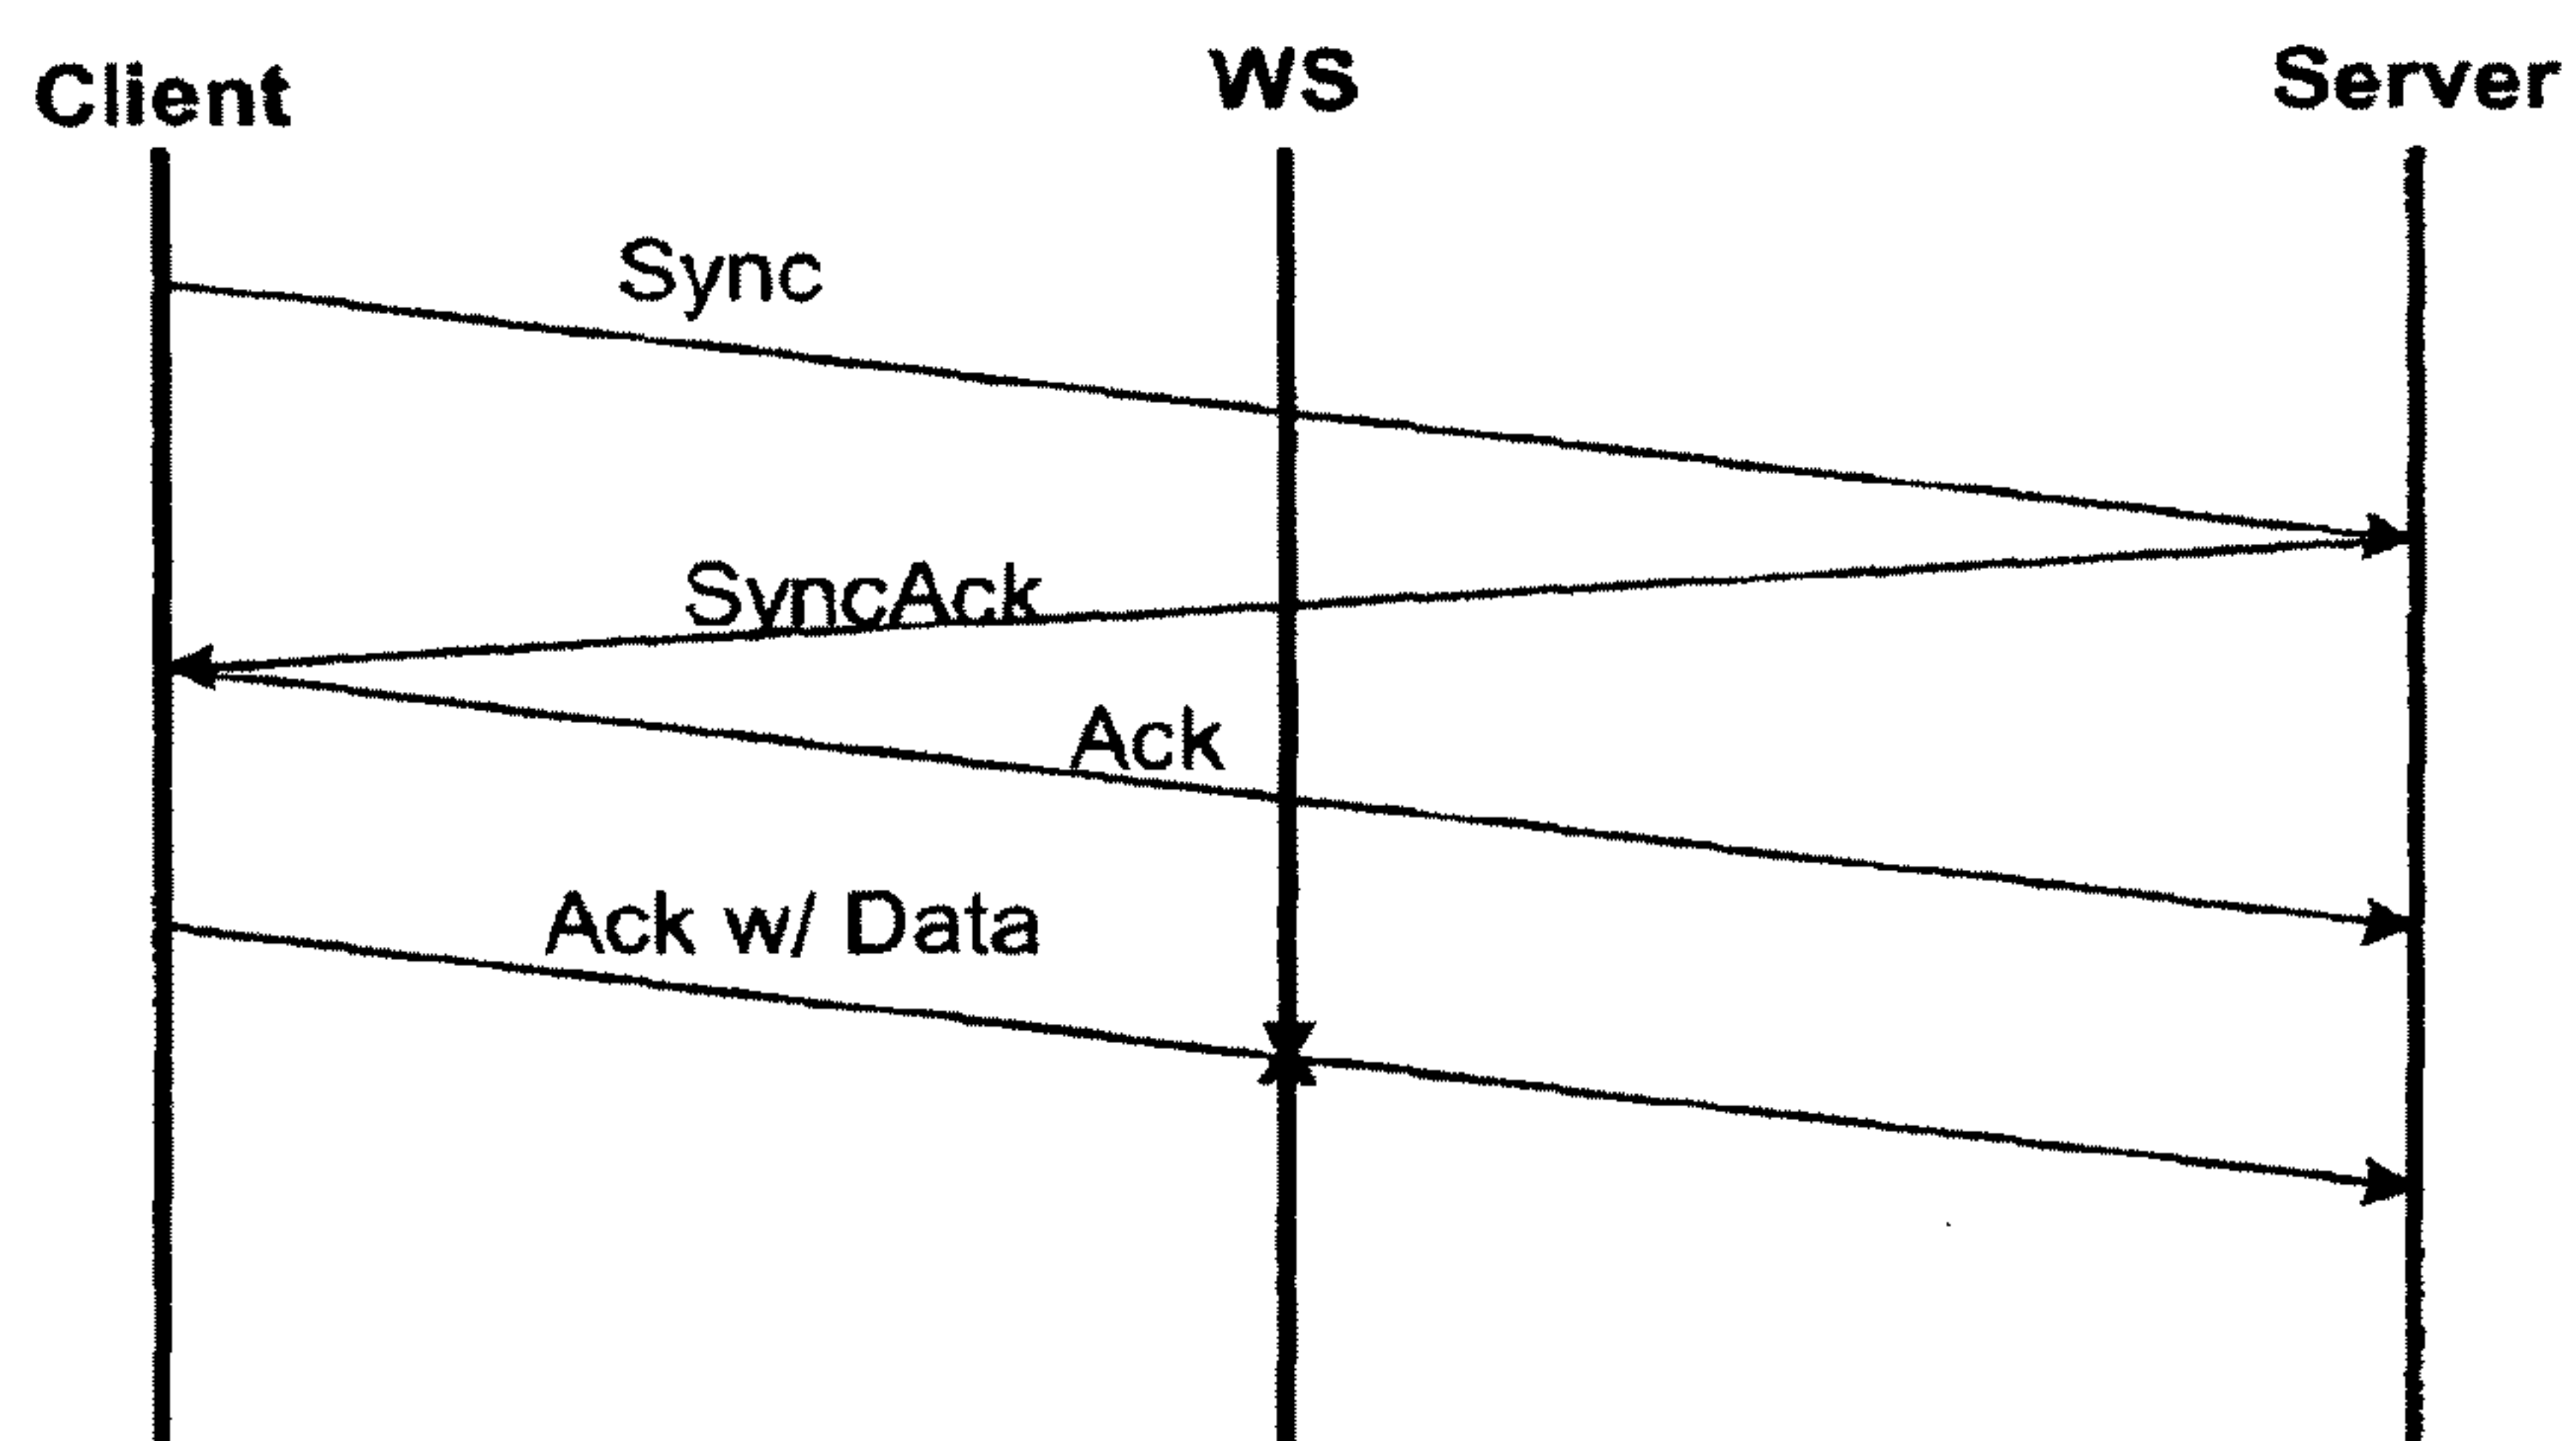 Client WS Server
Sync
SyncAck
Ack
Ack w/ Data